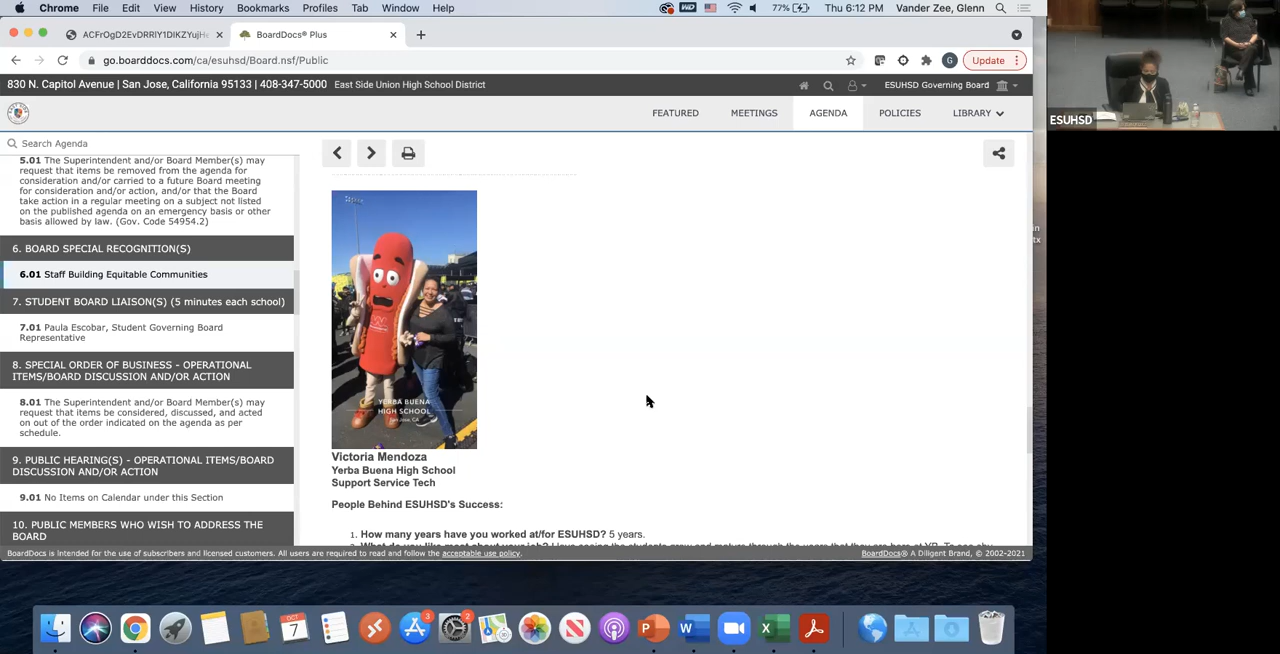 Chrome File Edit View History Bookmarks Profiles Tab Window Help
77% Thu 6:12 PM Vander Zee, Glenn
BoardDocs® Plus
go.boarddocs.com/ca/esuhsd/Board.nsf/Public
Update
830 N. Capitol Avenue | San Jose, California 95133 | 408-347-5000 East Side Union High School District
ESUHSD Governing Board
FEATURED MEETINGS AGENDA POLICIES LIBRARY
ESUHSD
Search Agenda
5.01 The Superintendent and/or Board Member(s) may
request that items be removed from the agenda for
consideration and/or carried to a future Board meeting
for consideration and/or action, and/or that the Board
take action in a regular meeting on a subject not listed
on the published agenda on an emergency basis or other
basis allowed by law. (Gov. Code 54954.2)
6. BOARD SPECIAL RECOGNITION(S)
6.01 Staff Building Equitable Communities
7. STUDENT BOARD LIAISON(S) (5 minutes each school)
7.01 Paula Escobar, Student Governing Board
Representative
8. SPECIAL ORDER OF BUSINESS - OPERATIONAL
ITEMS/BOARD DISCUSSION AND/OR ACTION
8.01 The Superintendent and/or Board Member(s) may
request that items be considered, discussed, and acted
on out of the order indicated on the agenda as per
schedule.
9. PUBLIC HEARING(S) - OPERATIONAL ITEMS/BOARD
DISCUSSION AND/OR ACTION
9.01 No Items on Calendar under this Section
10. PUBLIC MEMBERS WHO WISH TO ADDRESS THE
BOARD
YERBA BUENA
HIGH SCHOOL
San Jose, CA
Victoria Mendoza
Yerba Buena High School
Support Service Tech
People Behind ESUHSD's Success:
1. How many years have you worked at/for ESUHSD? 5 years.
BoardDocs is intended for the use of subscribers and licensed customers. All users are required to read and follow the acceptable use policy.
BoardDocs® A Diligent Brand, © 2002-2021
OCT
7
3
2